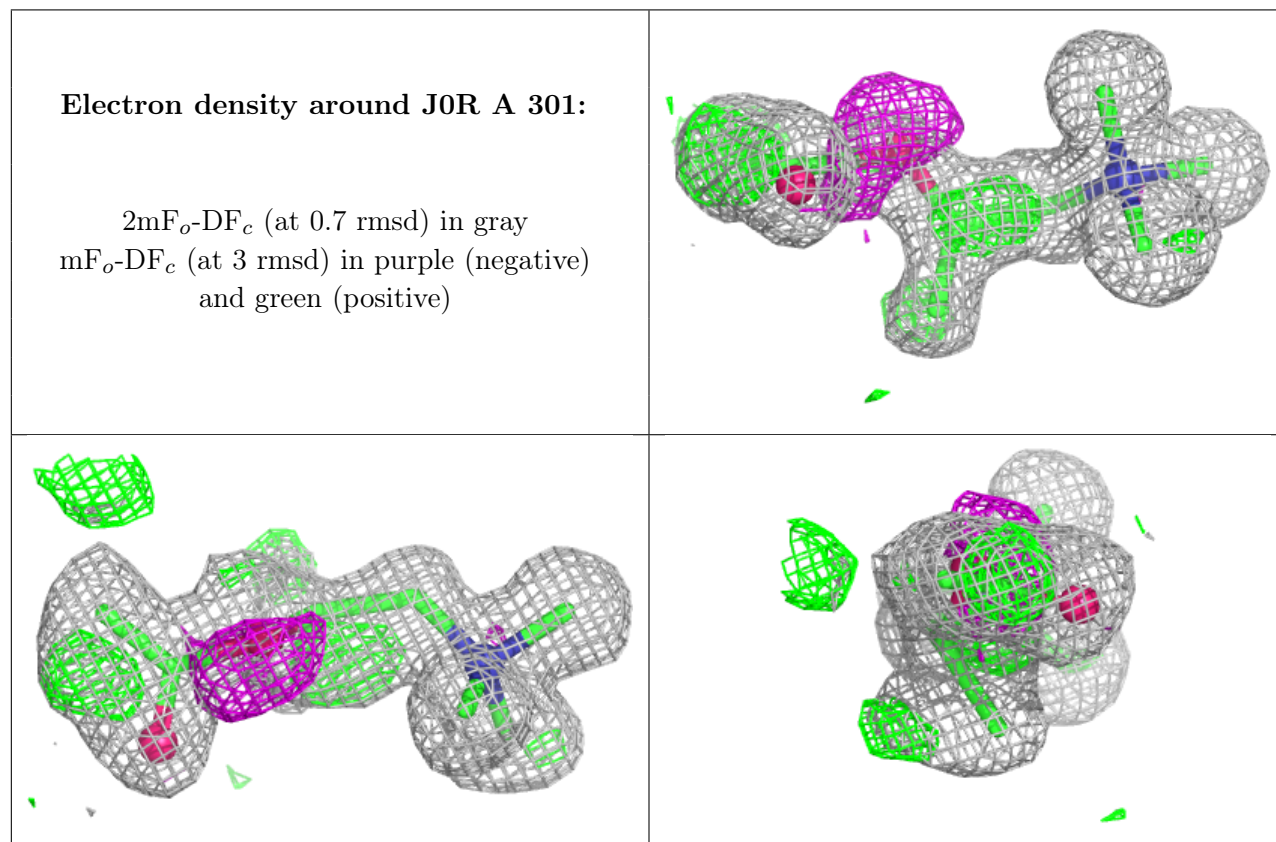 Electron density around J0R A 301:
2mFo-DFc (at 0.7 rmsd) in gray
mFo-DFc (at 3 rmsd) in purple (negative)
and green (positive)